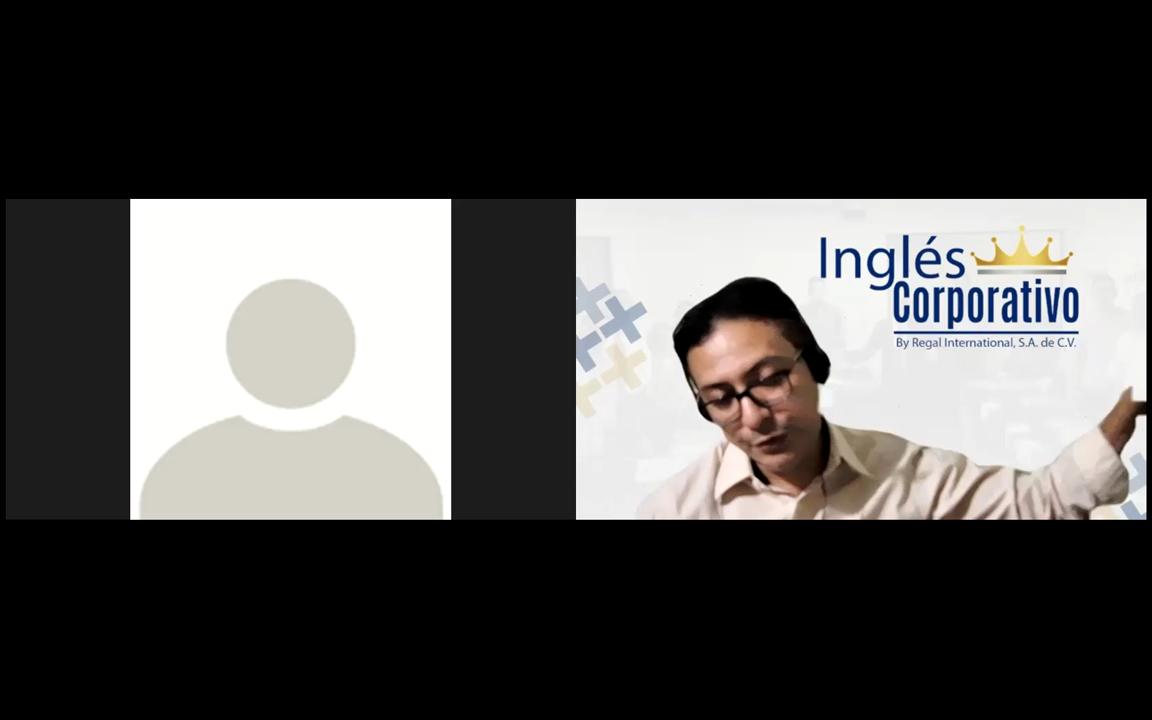 Inglés
Corporativo
By Regal International, S.A. de C.V.